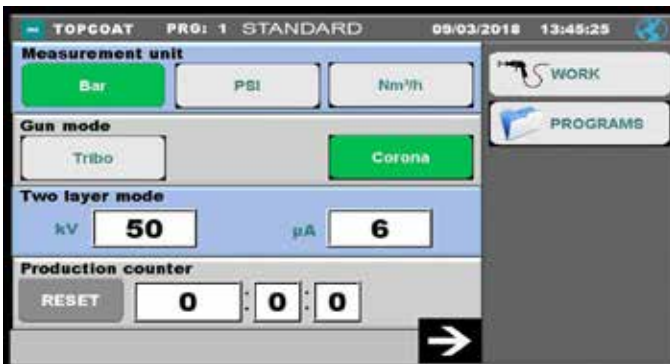 TOPCOAT PRG: 1 STANDARD 09/03/2018 13:45:25
Measurement unit
Bar PSI Nm³/h
WORK
PROGRAMS
Gun mode
Tribo Corona
Two layer mode
kV 50 µA 6
Production counter
RESET 0 : 0 : 0